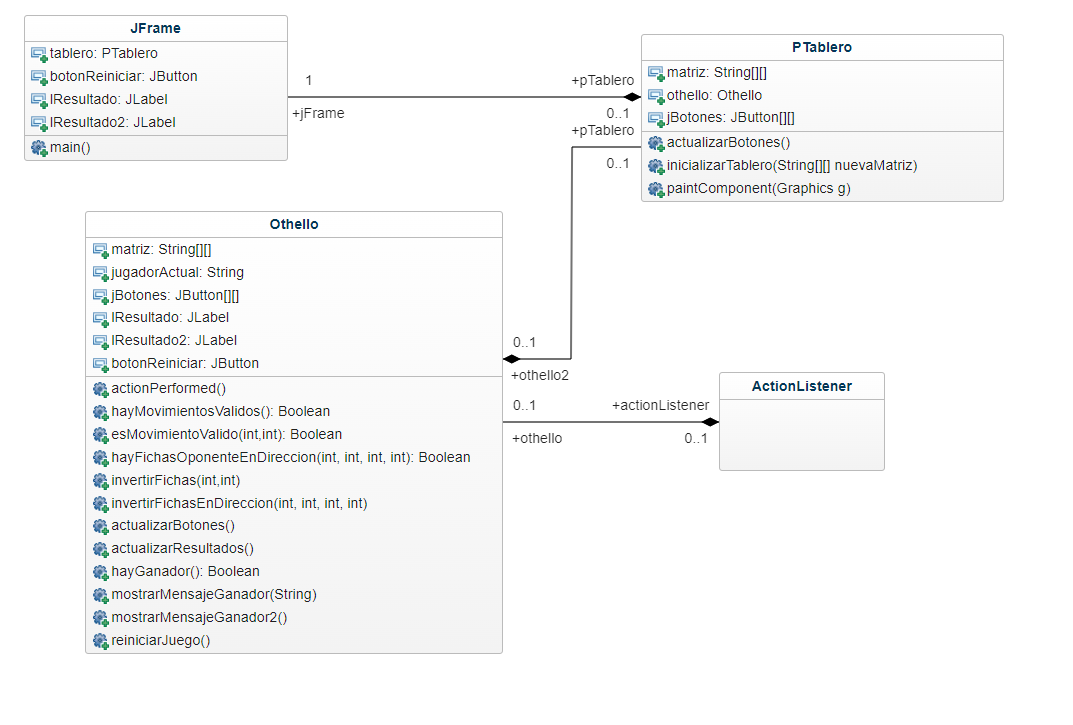 JFrame
tablero: PTablero
botonReiniciar: JButton
lResultado: JLabel
lResultado2: JLabel
main()
1
+jFrame
+pTablero
0..1
+pTablero
0..1
PTablero
matriz: String[][]
othello: Othello
jBotones: JButton[][]
actualizarBotones()
inicializarTablero(String[][] nuevaMatriz)
paintComponent(Graphics g)
Othello
matriz: String[][]
jugadorActual: String
jBotones: JButton[][]
lResultado: JLabel
lResultado2: JLabel
botonReiniciar: JButton
actionPerformed()
hayMovimientosValidos(): Boolean
esMovimientoValido(int,int): Boolean
hayFichasOponenteEnDireccion(int, int, int, int): Boolean
invertirFichas(int,int)
invertirFichasEnDireccion(int, int, int, int)
actualizarBotones()
actualizarResultados()
hayGanador(): Boolean
mostrarMensajeGanador(String)
mostrarMensajeGanador2()
reiniciarJuego()
0..1
+othello2
0..1
+othello
+actionListener
0..1
ActionListener